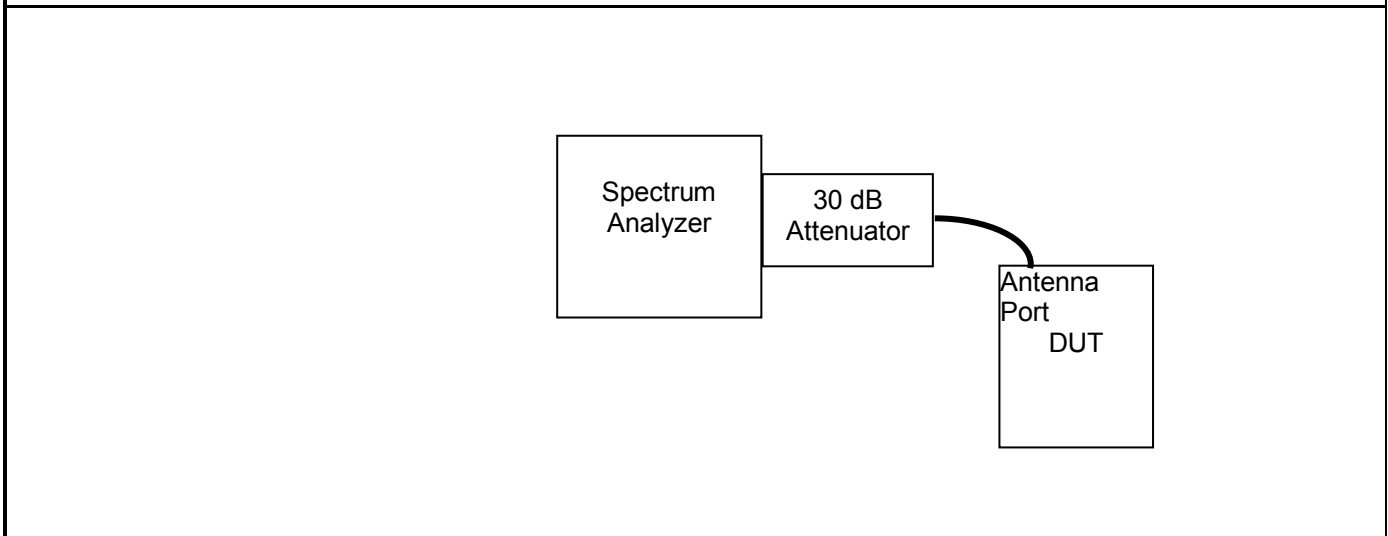 Spectrum
Analyzer
30 dB
Attenuator
Antenna
Port
DUT